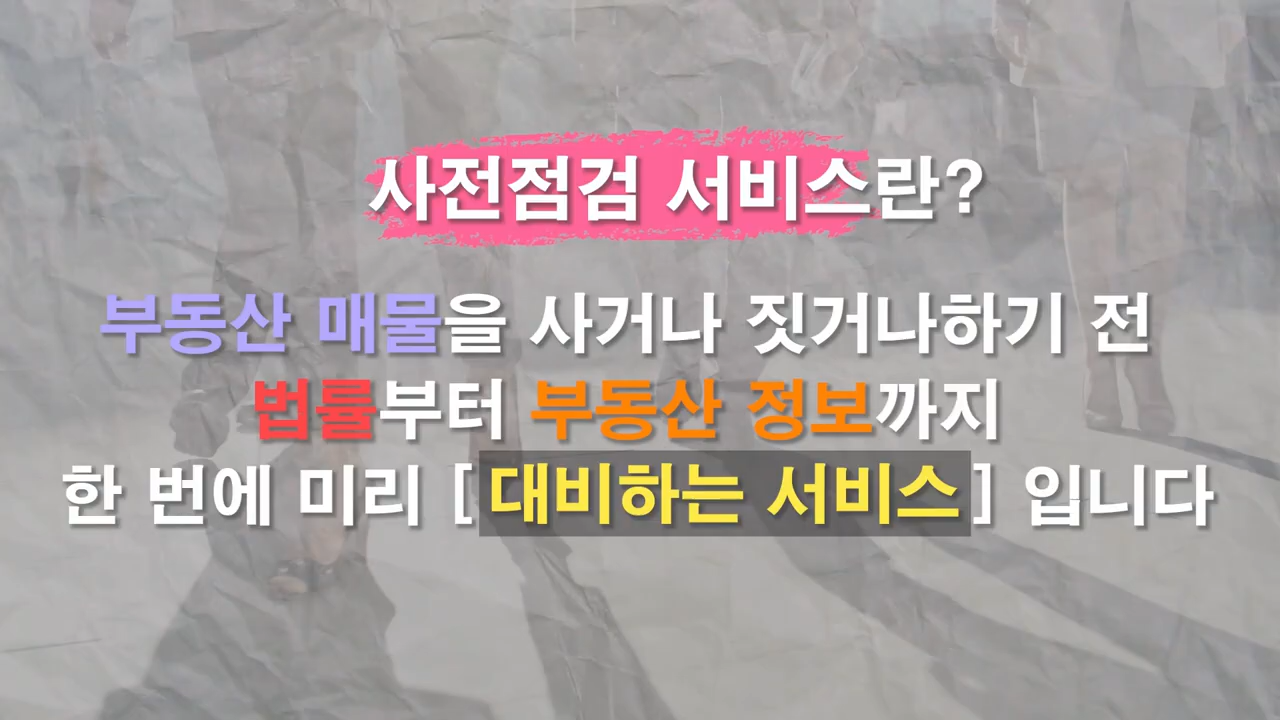 사전점검 서비스란?
부동산 매물을 사거나 짓거나하기 전
법률부터 부동산 정보까지
한 번에 미리 [대비하는 서비스] 입니다